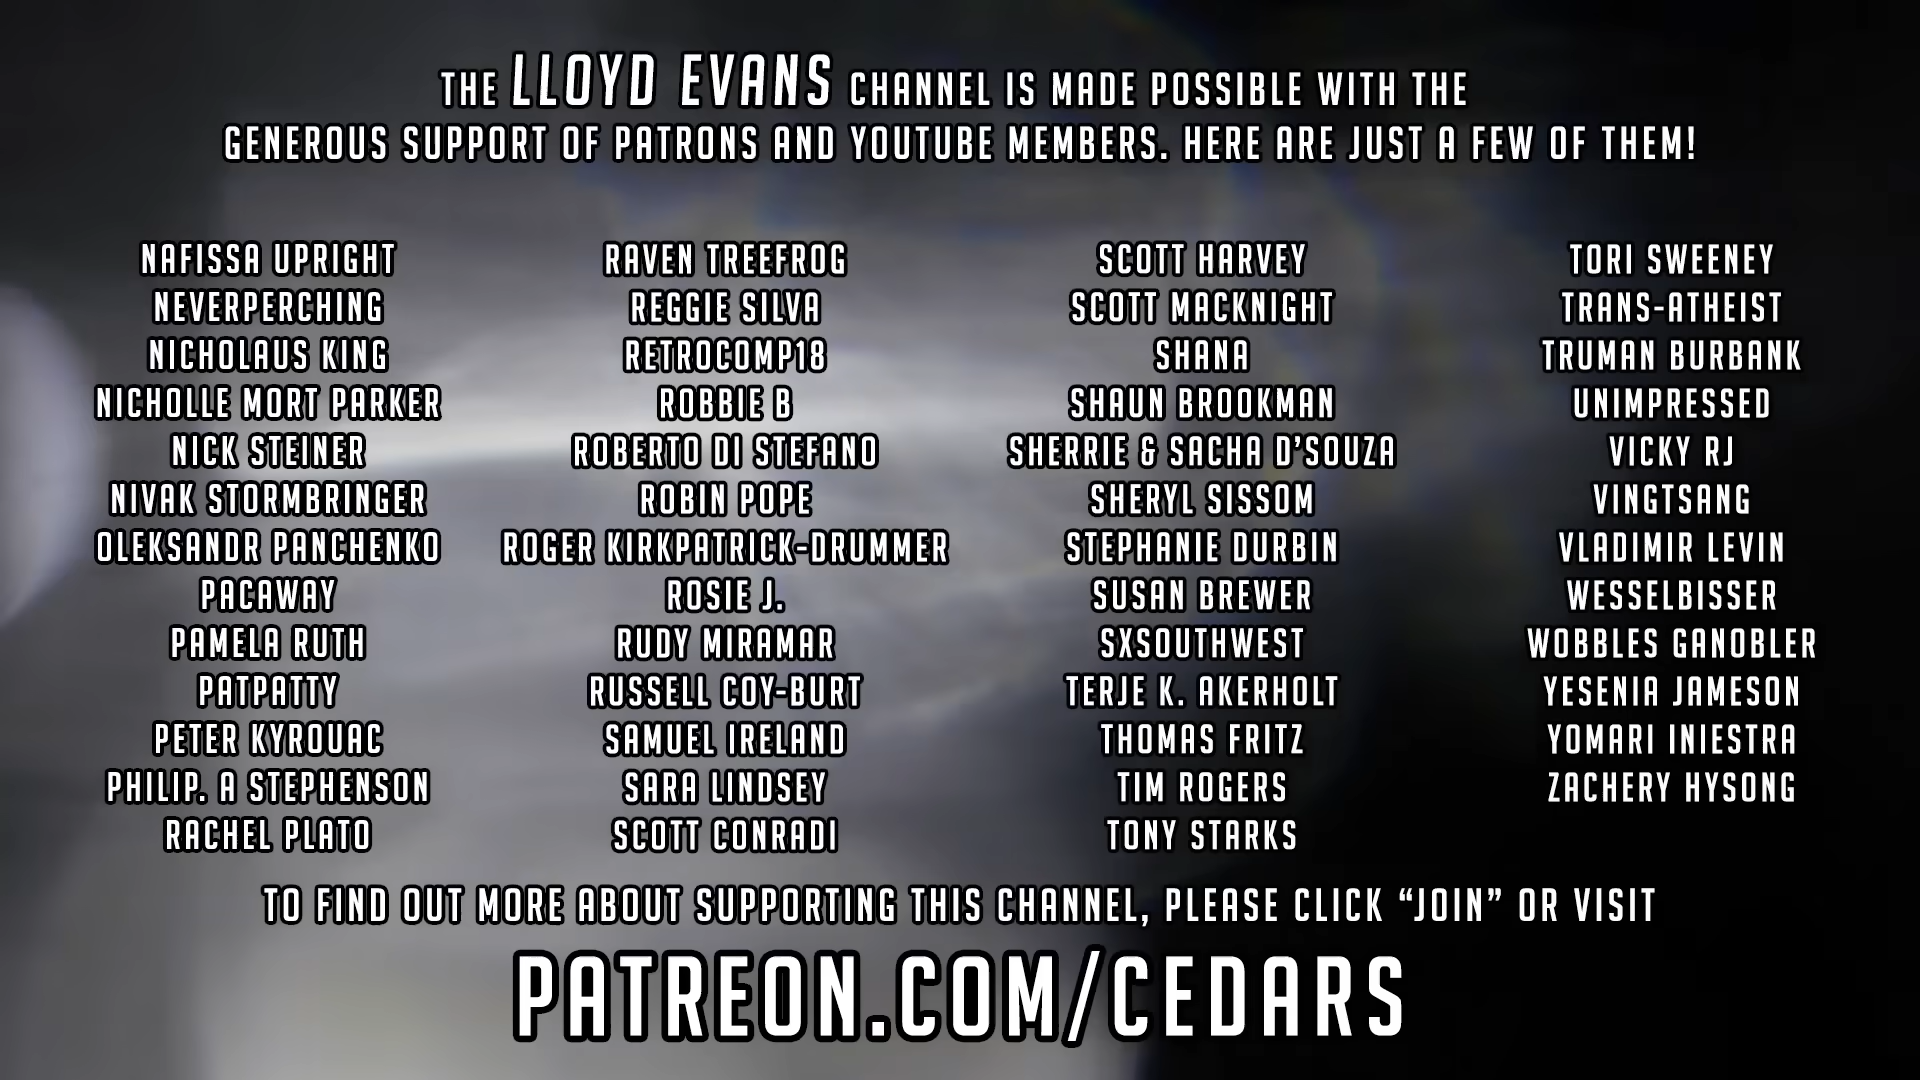 THE LLOYD EVANS CHANNEL IS MADE POSSIBLE WITH THE
GENEROUS SUPPORT OF PATRONS AND YOUTUBE MEMBERS. HERE ARE JUST A FEW OF THEM!
NAFISSA UPRIGHT
NEVERPERCHING
NICHOLAUS KING
NICHOLLE MORT PARKER
NICK STEINER
NIVAK STORMBRINGER
OLEKSANDR PANCHENKO
PACAWAY
PAMELA RUTH
PATPATTY
PETER KYROUAC
PHILIP. A STEPHENSON
RACHEL PLATO
RAVEN TREEFROG
REGGIE SILVA
RETROCOMP18
ROBBIE B
ROBERTO DI STEFANO
ROBIN POPE
ROGER KIRKPATRICK-DRUMMER
ROSIE J.
RUDY MIRAMAR
RUSSELL COY-BURT
SAMUEL IRELAND
SARA LINDSEY
SCOTT CONRADI
SCOTT HARVEY
SCOTT MACKNIGHT
SHANA
SHAUN BROOKMAN
SHERRIE & SACHA D’SOUZA
SHERYL SISSOM
STEPHANIE DURBIN
SUSAN BREWER
SXSOUTHWEST
TERJE K. AKERHOLT
THOMAS FRITZ
TIM ROGERS
TONY STARKS
TORI SWEENEY
TRANS-ATHEIST
TRUMAN BURBANK
UNIMPRESSED
VICKY RJ
VINGTSANG
VLADIMIR LEVIN
WESSELBISSER
WOBBLES GANOBLER
YESENIA JAMESON
YOMARI INIESTRA
ZACHERY HYSONG
TO FIND OUT MORE ABOUT SUPPORTING THIS CHANNEL, PLEASE CLICK “JOIN” OR VISIT
PATREON.COM/CEDARS